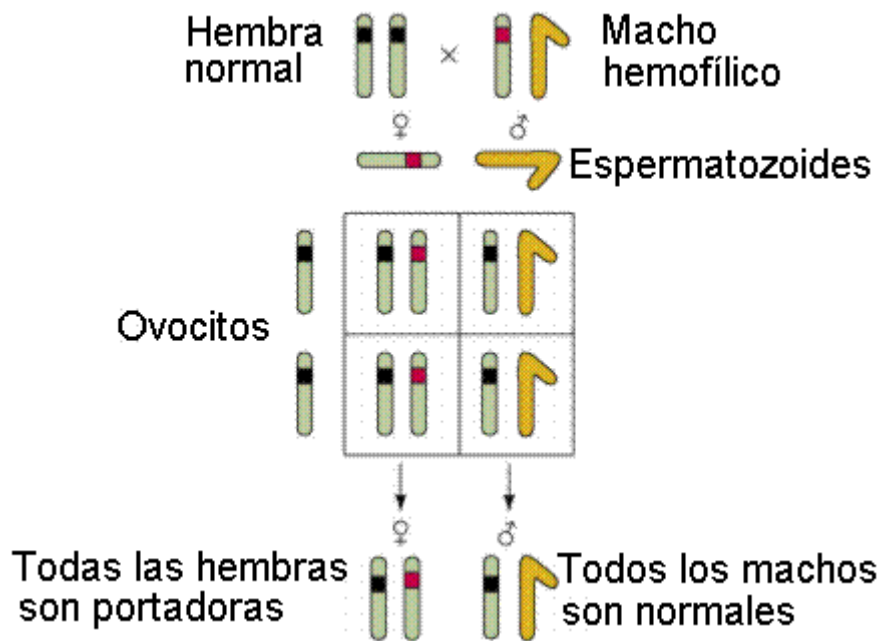 Hembra
normal
×
Macho
hemofílico
♀
♂
Espermatozoides
Ovocitos
♀
♂
Todas las hembras
son portadoras
Todos los machos
son normales